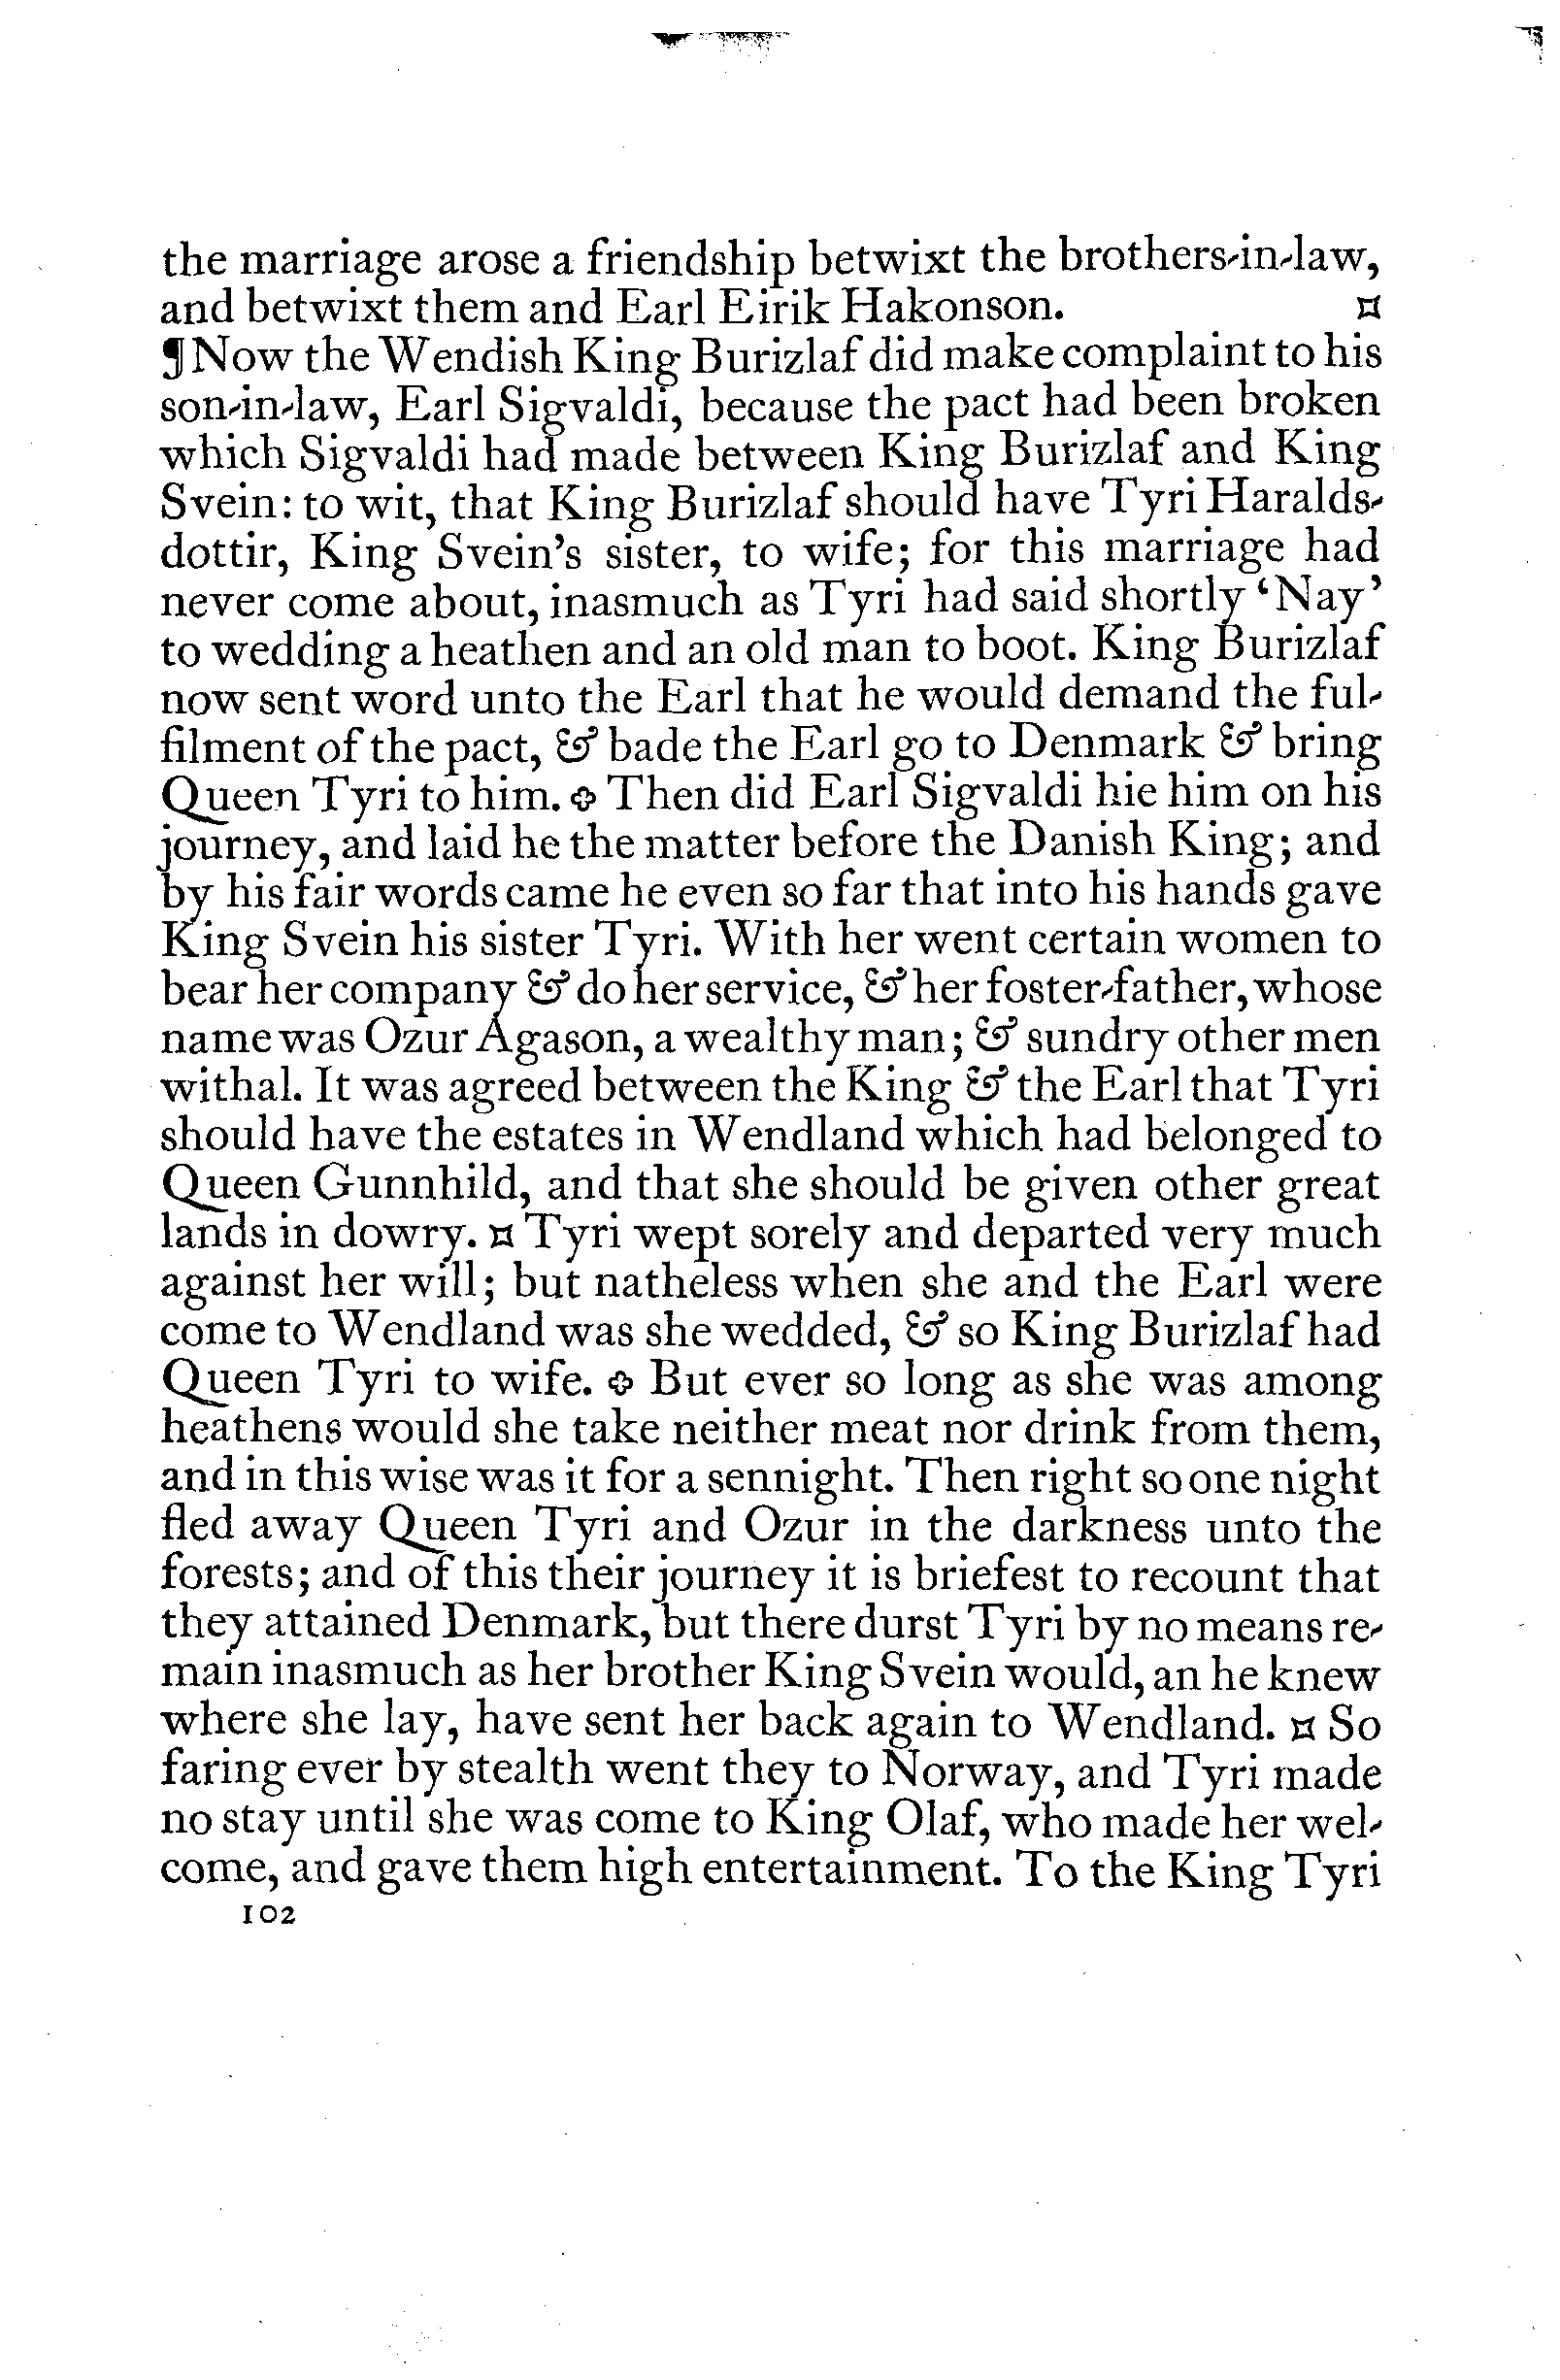 the marriage arose a friendship betwixt the brothers-in-law,
and betwixt them and Earl Eirik Hakonson. ¤
¶ Now the Wendish King Burizlaf did make complaint to his
son-in-law, Earl Sigvaldi, because the pact had been broken
which Sigvaldi had made between King Burizlaf and King
Svein: to wit, that King Burizlaf should have Tyri Haralds-
dottir, King Svein's sister, to wife; for this marriage had
never come about, inasmuch as Tyri had said shortly 'Nay'
to wedding a heathen and an old man to boot. King Burizlaf
now sent word unto the Earl that he would demand the ful-
filment of the pact, & bade the Earl go to Denmark & bring
Queen Tyri to him. ✥ Then did Earl Sigvaldi hie him on his
journey, and laid he the matter before the Danish King; and
by his fair words came he even so far that into his hands gave
King Svein his sister Tyri. With her went certain women to
bear her company & do her service, & her foster-father, whose
name was Ozur Agason, a wealthy man; & sundry other men
withal. It was agreed between the King & the Earl that Tyri
should have the estates in Wendland which had belonged to
Queen Gunnhild, and that she should be given other great
lands in dowry. ¤ Tyri wept sorely and departed very much
against her will; but natheless when she and the Earl were
come to Wendland was she wedded, & so King Burizlaf had
Queen Tyri to wife. ✥ But ever so long as she was among
heathens would she take neither meat nor drink from them,
and in this wise was it for a sennight. Then right so one night
fled away Queen Tyri and Ozur in the darkness unto the
forests; and of this their journey it is briefest to recount that
they attained Denmark, but there durst Tyri by no means re-
main inasmuch as her brother King Svein would, an he knew
where she lay, have sent her back again to Wendland. ¤ So
faring ever by stealth went they to Norway, and Tyri made
no stay until she was come to King Olaf, who made her wel-
come, and gave them high entertainment. To the King Tyri
102